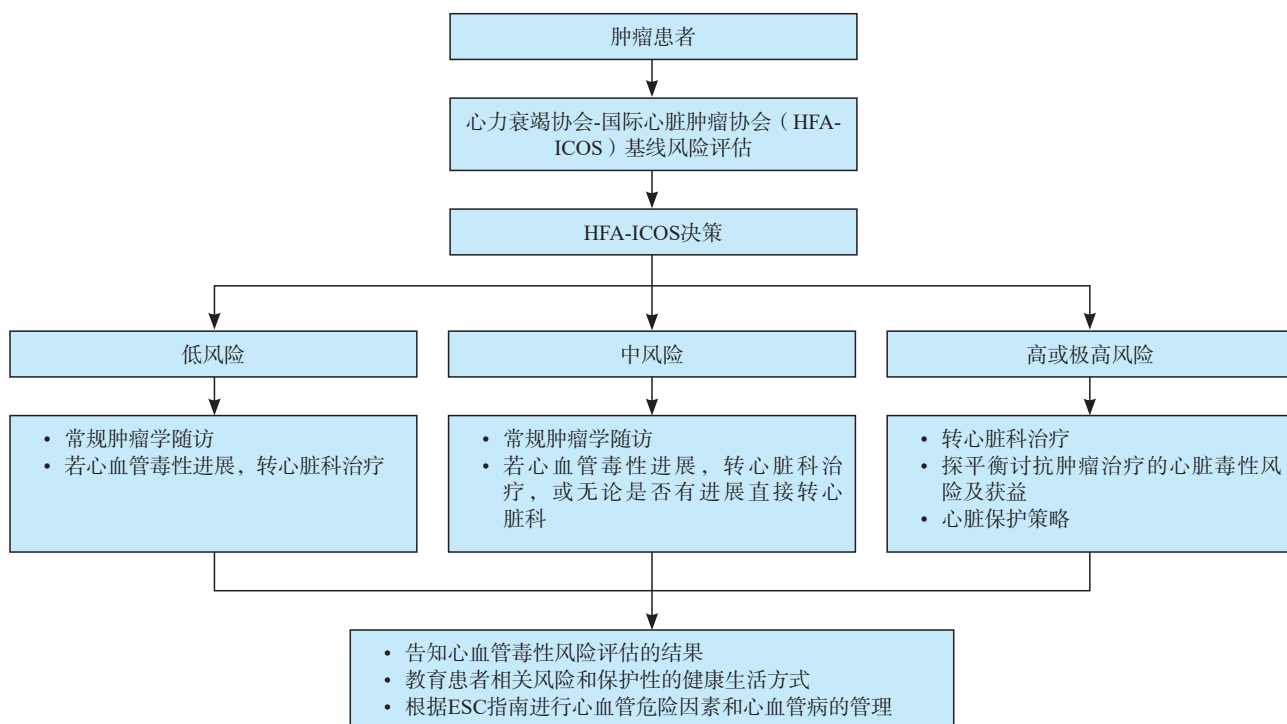 肿瘤患者
心力衰竭协会-国际心脏肿瘤协会（HFA-
ICOS）基线风险评估
HFA-ICOS决策
低风险
中风险
高或极高风险
• 常规肿瘤学随访
• 若心血管毒性进展，转心脏科治疗
• 常规肿瘤学随访
• 若心血管毒性进展，转心脏科治
疗，或无论是否有进展直接转心
脏科
• 转心脏科治疗
• 探平衡讨抗肿瘤治疗的心脏毒性风
险及获益
• 心脏保护策略
• 告知心血管毒性风险评估的结果
• 教育患者相关风险和保护性的健康生活方式
• 根据ESC指南进行心血管危险因素和心血管病的管理